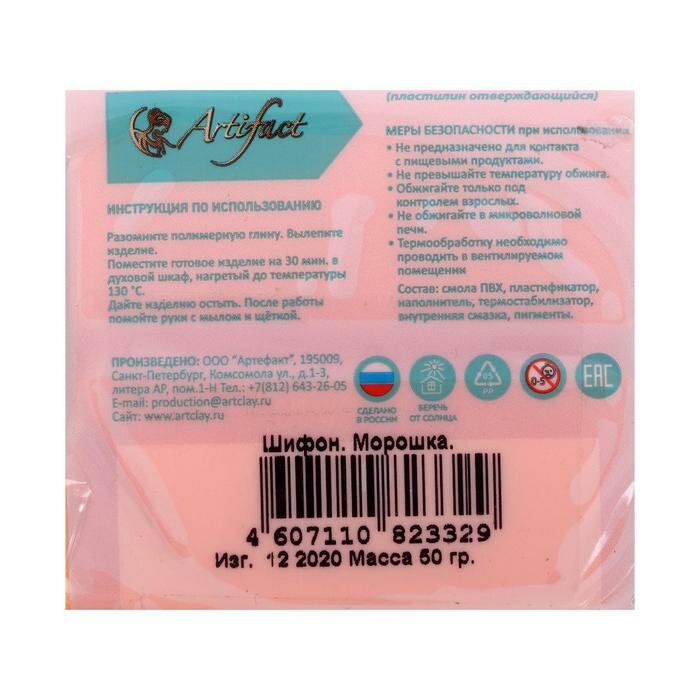 Artifact
ИНСТРУКЦИЯ ПО ИСПОЛЬЗОВАНИЮ
Разомните полимерную глину. Вылепите
изделие.
Поместите готовое изделие на 30 мин. в
духовой шкаф, нагретый до температуры
130 °С.
Дайте изделию остыть. После работы
помойте руки с мылом и щёткой.
(пластилин отверждающийся)
МЕРЫ БЕЗОПАСНОСТИ при использовании
• Не предназначено для контакта
с пищевыми продуктами.
• Не превышайте температуру обжига.
• Обжигайте только под
контролем взрослых.
• Не обжигайте в микроволновой
печи.
• Термообработку необходимо
проводить в вентилируемом
помещении
Состав: смола ПВХ, пластификатор,
наполнитель, термостабилизатор,
внутренняя смазка, пигменты.
ПРОИЗВЕДЕНО: ООО "Артефакт", 195009,
Санкт-Петербург, Комсомола ул., д.1-3,
литера АР, пом.1-Н Тел.: +7(812) 643-26-05
E-mail: production@artclay.ru
Сайт: www.artclay.ru
СДЕЛАНО
В РОССИИ
БЕРЕЧЬ
ОТ СОЛНЦА
05
PP
0-5
EAC
Шифон. Морошка.
4 607110 823329
Изг. 12 2020 Масса 50 гр.